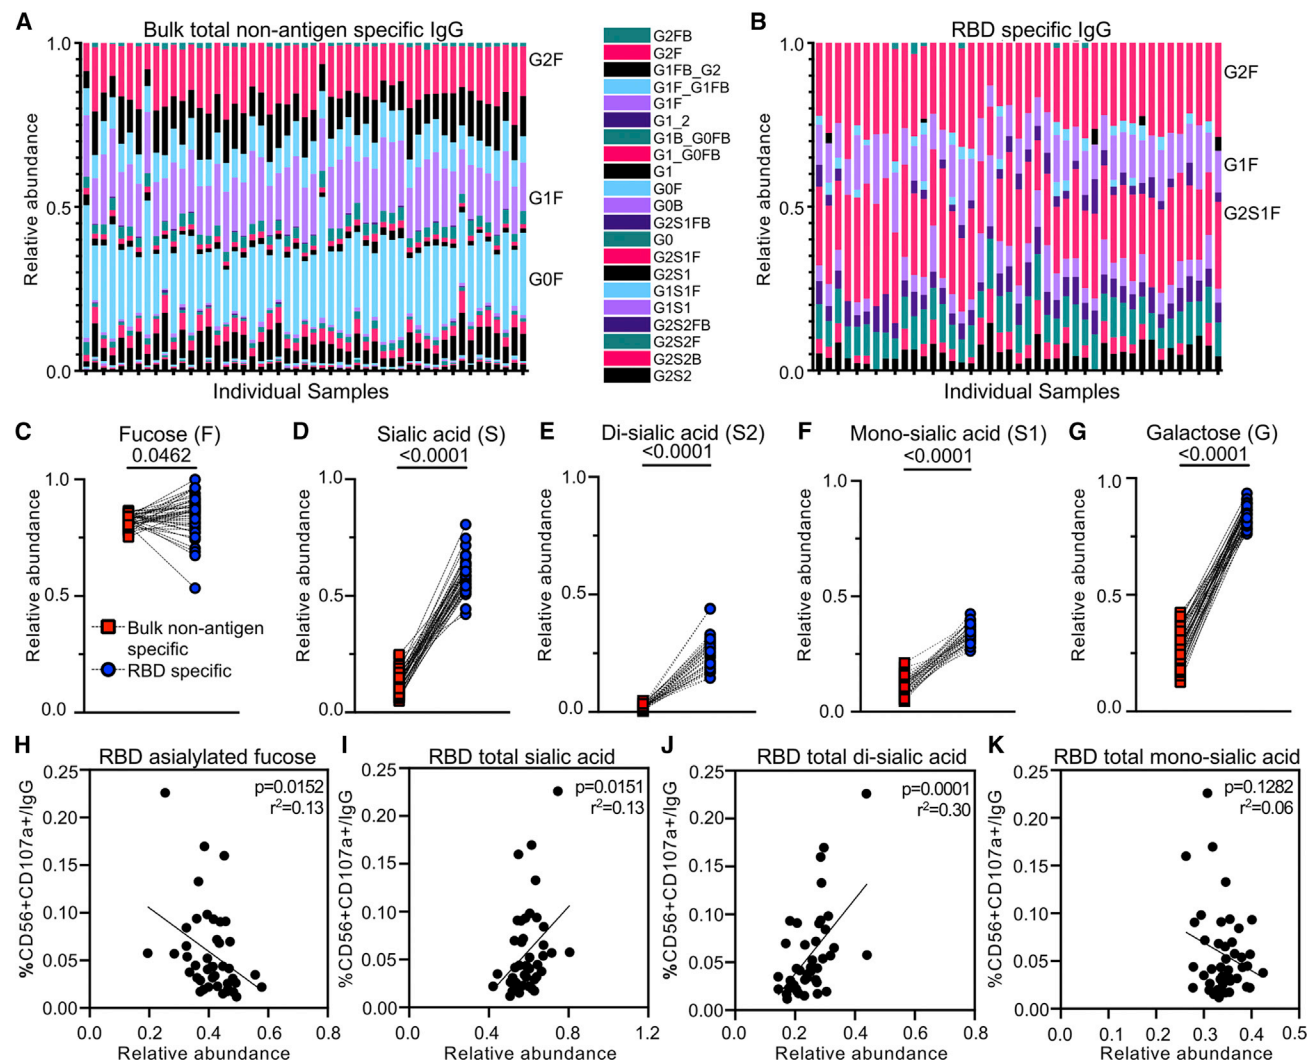 A
Bulk total non-antigen specific IgG
1.0
0.5
0.0
Relative abundance
Individual Samples
G2F
G1F
G0F
G2FB
G2F
G1FB_G2
G1F_G1FB
G1F
G1_2
G1B_G0FB
G1_G0FB
G1
G0F
G0B
G2S1FB
G0
G2S1F
G2S1
G1S1F
G1S1
G2S2FB
G2S2F
G2S2B
G2S2
B
RBD specific IgG
1.0
0.5
0.0
Relative abundance
Individual Samples
G2F
G1F
G2S1F
C
Fucose (F)
0.0462
1.0
0.5
0.0
Relative abundance
Bulk non-antigen
specific
RBD specific
D
Sialic acid (S)
<0.0001
1.0
0.5
0.0
Relative abundance
E
Di-sialic acid (S2)
<0.0001
1.0
0.5
0.0
Relative abundance
F
Mono-sialic acid (S1)
<0.0001
1.0
0.5
0.0
Relative abundance
G
Galactose (G)
<0.0001
1.0
0.5
0.0
Relative abundance
H
RBD asialylated fucose
p=0.0152
r²=0.13
0.25
0.20
0.15
0.10
0.05
0.00
%CD56+CD107a+/IgG
0.0 0.2 0.4 0.6 0.8
Relative abundance
I
RBD total sialic acid
p=0.0151
r²=0.13
0.25
0.20
0.15
0.10
0.05
0.00
%CD56+CD107a+/IgG
0.0 0.4 0.8 1.2
Relative abundance
J
RBD total di-sialic acid
p=0.0001
r²=0.30
0.25
0.20
0.15
0.10
0.05
0.00
%CD56+CD107a+/IgG
0.0 0.2 0.4 0.6 0.8
Relative abundance
K
RBD total mono-sialic acid
p=0.1282
r²=0.06
0.25
0.20
0.15
0.10
0.05
0.00
%CD56+CD107a+/IgG
0.0 0.1 0.2 0.3 0.4 0.5
Relative abundance